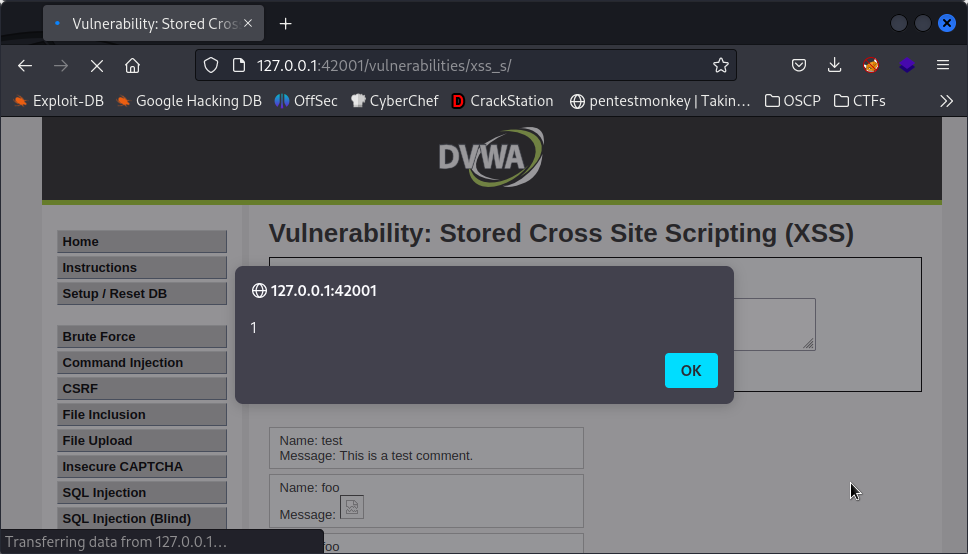 Vulnerability: Stored Cros
127.0.0.1:42001/vulnerabilities/xss_s/
Exploit-DB Google Hacking DB OffSec CyberChef CrackStation pentestmonkey | Takin… OSCP CTFs
DVWA
Home
Instructions
Setup / Reset DB
Brute Force
Command Injection
CSRF
File Inclusion
File Upload
Insecure CAPTCHA
SQL Injection
SQL Injection (Blind)
Vulnerability: Stored Cross Site Scripting (XSS)
127.0.0.1:42001
1
OK
Name: test
Message: This is a test comment.
Name: foo
Message:
foo
Transferring data from 127.0.0.1…